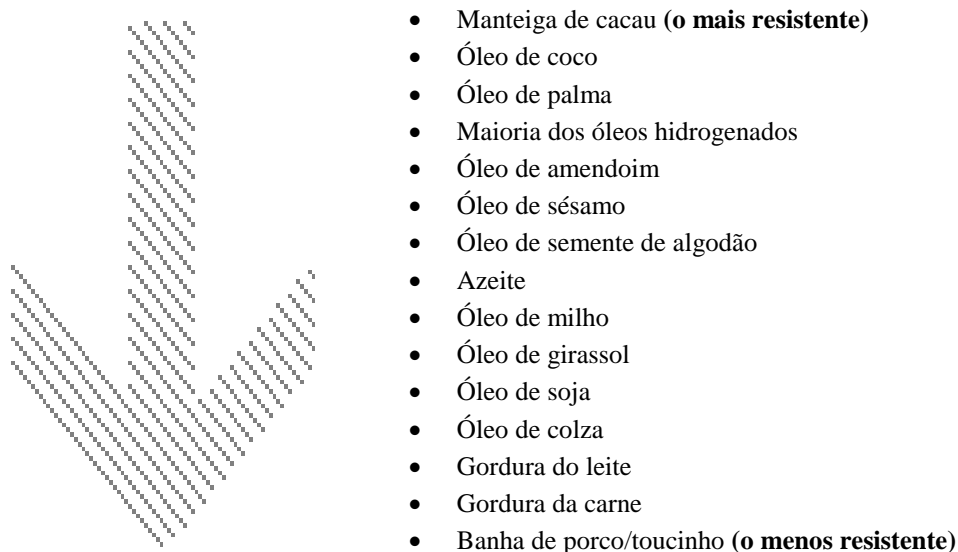 • Manteiga de cacau (o mais resistente)
• Óleo de coco
• Óleo de palma
• Maioria dos óleos hidrogenados
• Óleo de amendoim
• Óleo de sésamo
• Óleo de semente de algodão
• Azeite
• Óleo de milho
• Óleo de girassol
• Óleo de soja
• Óleo de colza
• Gordura do leite
• Gordura da carne
• Banha de porco/toucinho (o menos resistente)